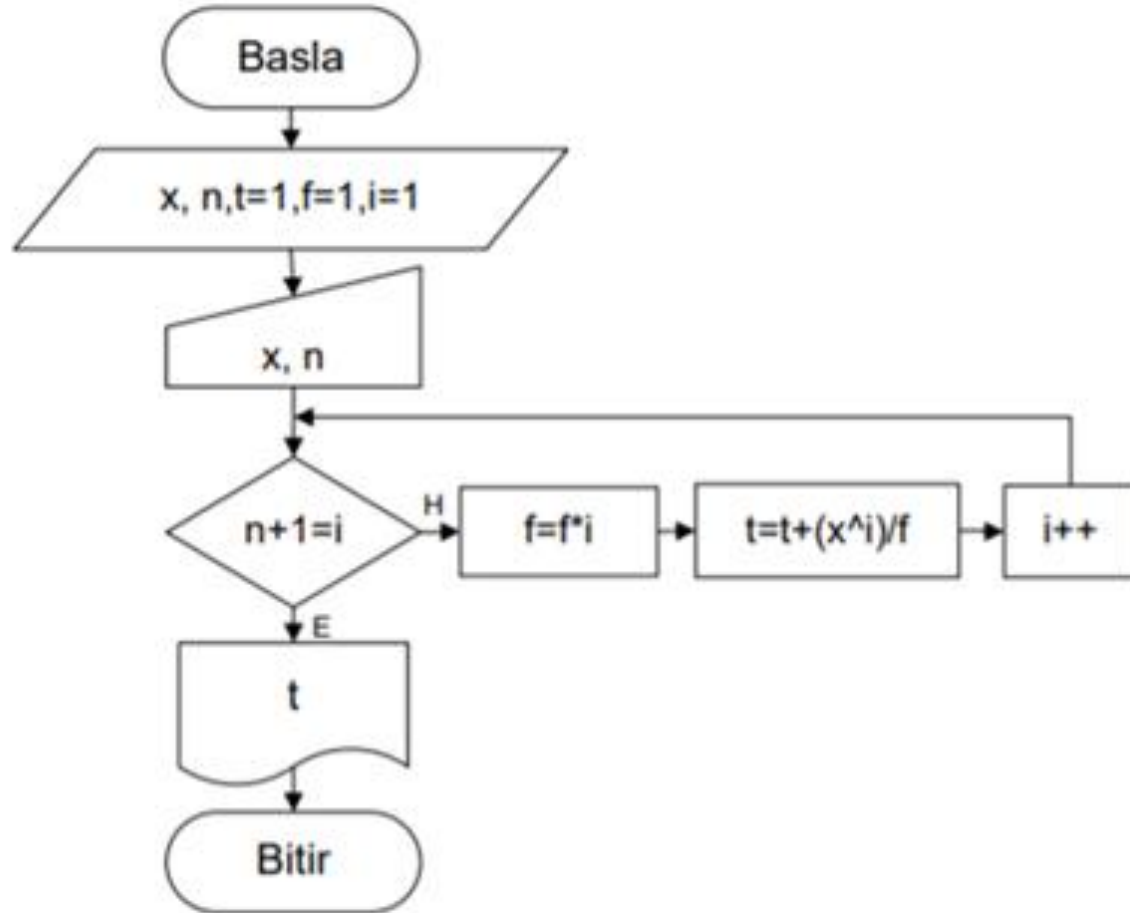 Basla
x, n,t=1,f=1,i=1
x, n
n+1=i
H
f=f*i
t=t+(x^i)/f
i++
E
t
Bitir